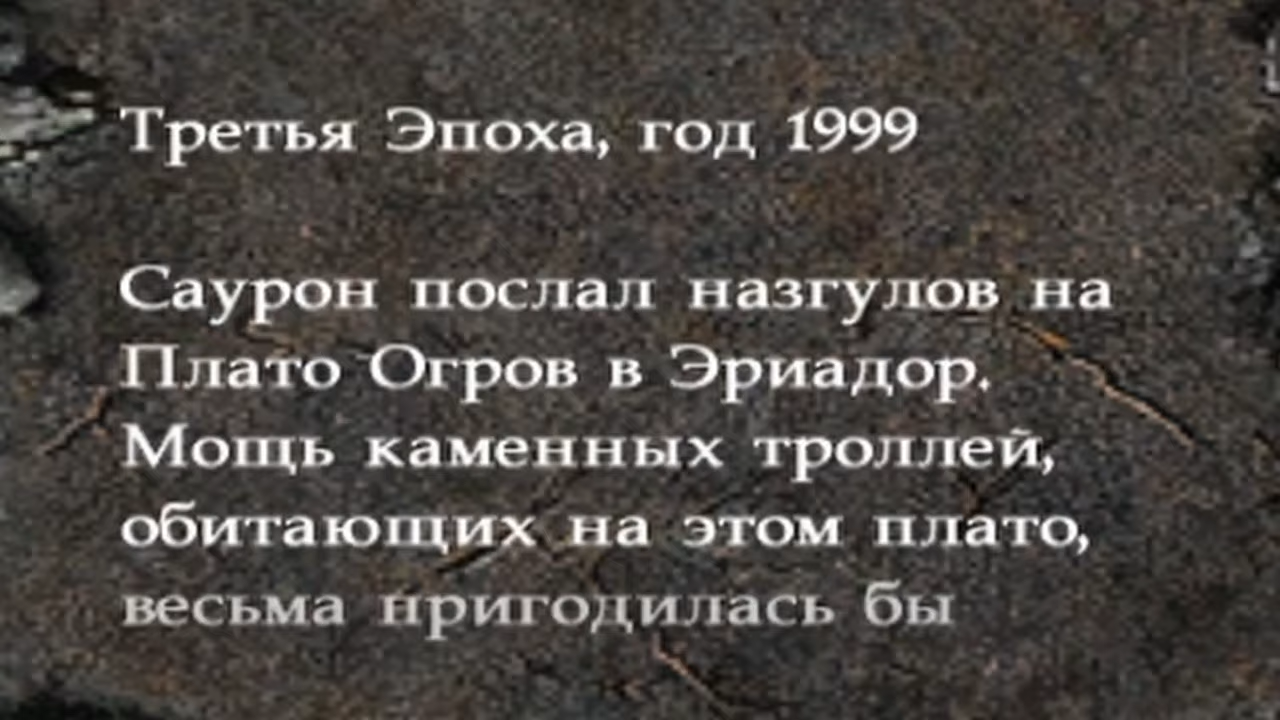 Третья Эпоха, год 1999
Саурон послал назгулов на
Плато Огров в Эриадор.
Мощь каменных троллей,
обитающих на этом плато,
весьма пригодилась бы